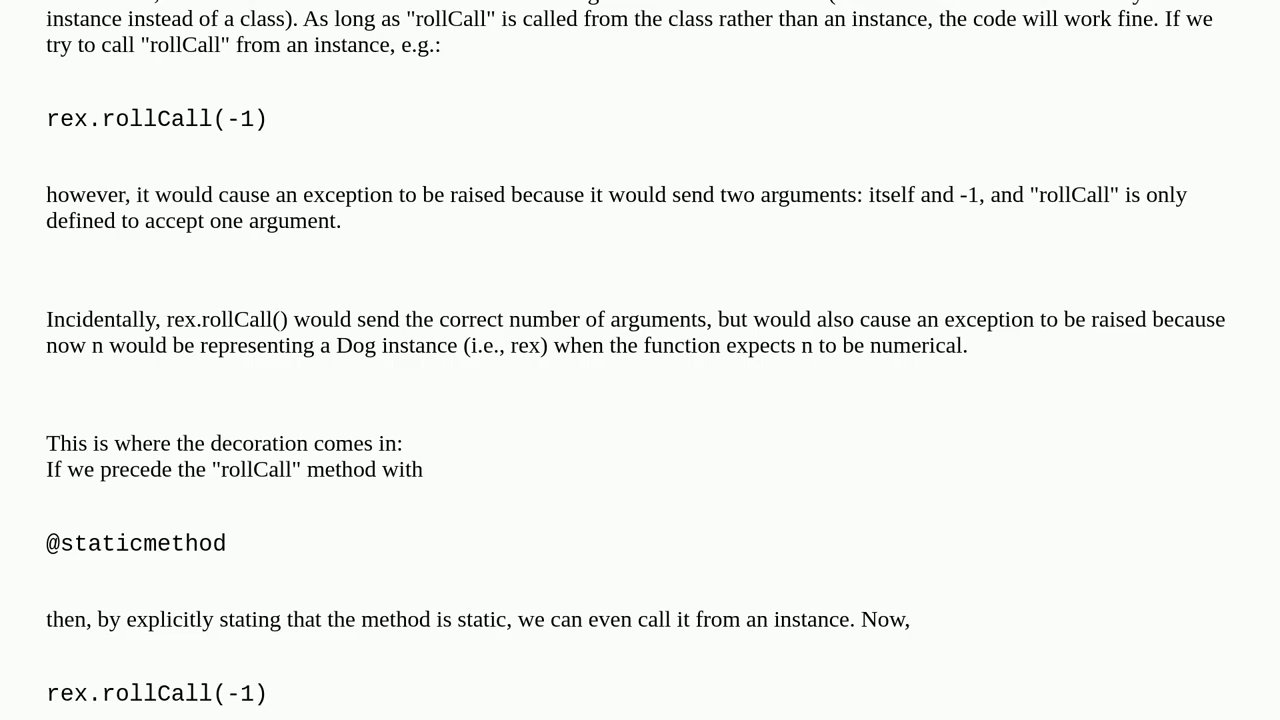 instance instead of a class). As long as "rollCall" is called from the class rather than an instance, the code will work fine. If we
try to call "rollCall" from an instance, e.g.:
rex.rollCall(-1)
however, it would cause an exception to be raised because it would send two arguments: itself and -1, and "rollCall" is only
defined to accept one argument.
Incidentally, rex.rollCall() would send the correct number of arguments, but would also cause an exception to be raised because
now n would be representing a Dog instance (i.e., rex) when the function expects n to be numerical.
This is where the decoration comes in:
If we precede the "rollCall" method with
@staticmethod
then, by explicitly stating that the method is static, we can even call it from an instance. Now,
rex.rollCall(-1)